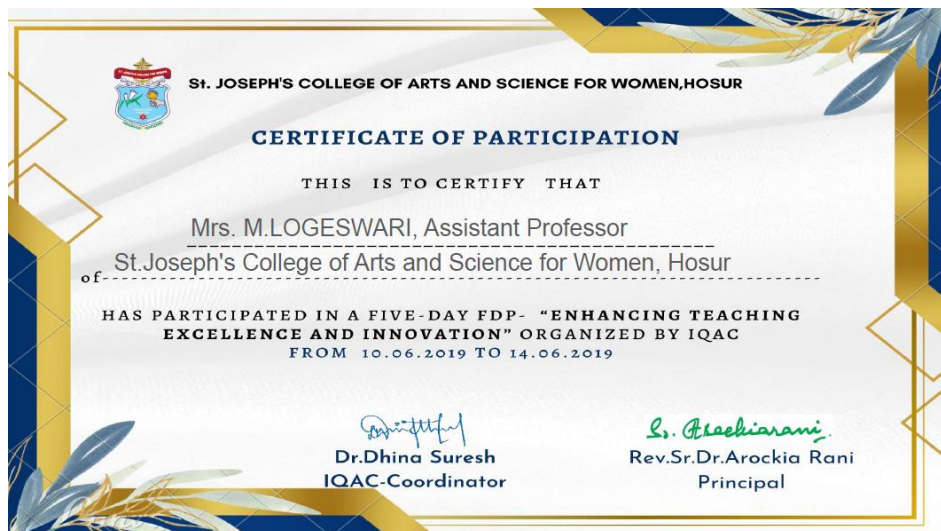 St. JOSEPH'S COLLEGE OF ARTS AND SCIENCE FOR WOMEN,HOSUR
CERTIFICATE OF PARTICIPATION
THIS IS TO CERTIFY THAT
Mrs. M.LOGESWARI, Assistant Professor
of St.Joseph's College of Arts and Science for Women, Hosur
HAS PARTICIPATED IN A FIVE-DAY FDP- “ENHANCING TEACHING
EXCELLENCE AND INNOVATION” ORGANIZED BY IQAC
FROM 10.06.2019 TO 14.06.2019
Dr.Dhina Suresh
IQAC-Coordinator
Rev.Sr.Dr.Arockia Rani
Principal